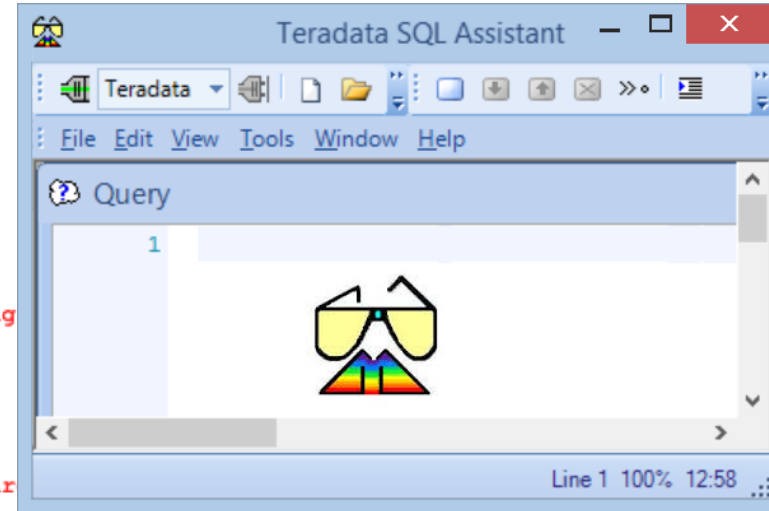 Teradata SQL Assistant
Teradata
File Edit View Tools Window Help
Query
1
Line 1 100% 12:58